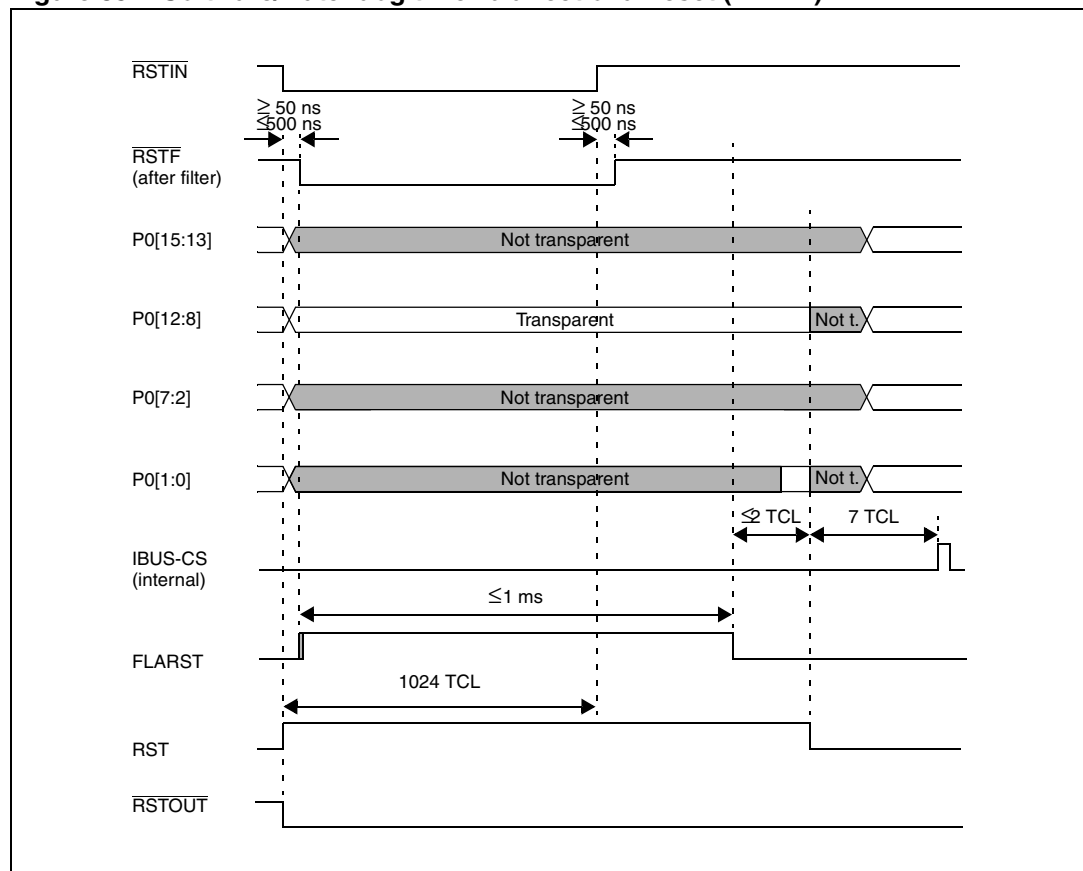 RSTIN
≥ 50 ns
≤500 ns
≥ 50 ns
≤500 ns
RSTF
(after filter)
P0[15:13]
Not transparent
P0[12:8]
Transparent
Not t.
P0[7:2]
Not transparent
P0[1:0]
Not transparent
Not t.
≤2 TCL
7 TCL
IBUS-CS
(internal)
≤1 ms
FLARST
1024 TCL
RST
RSTOUT